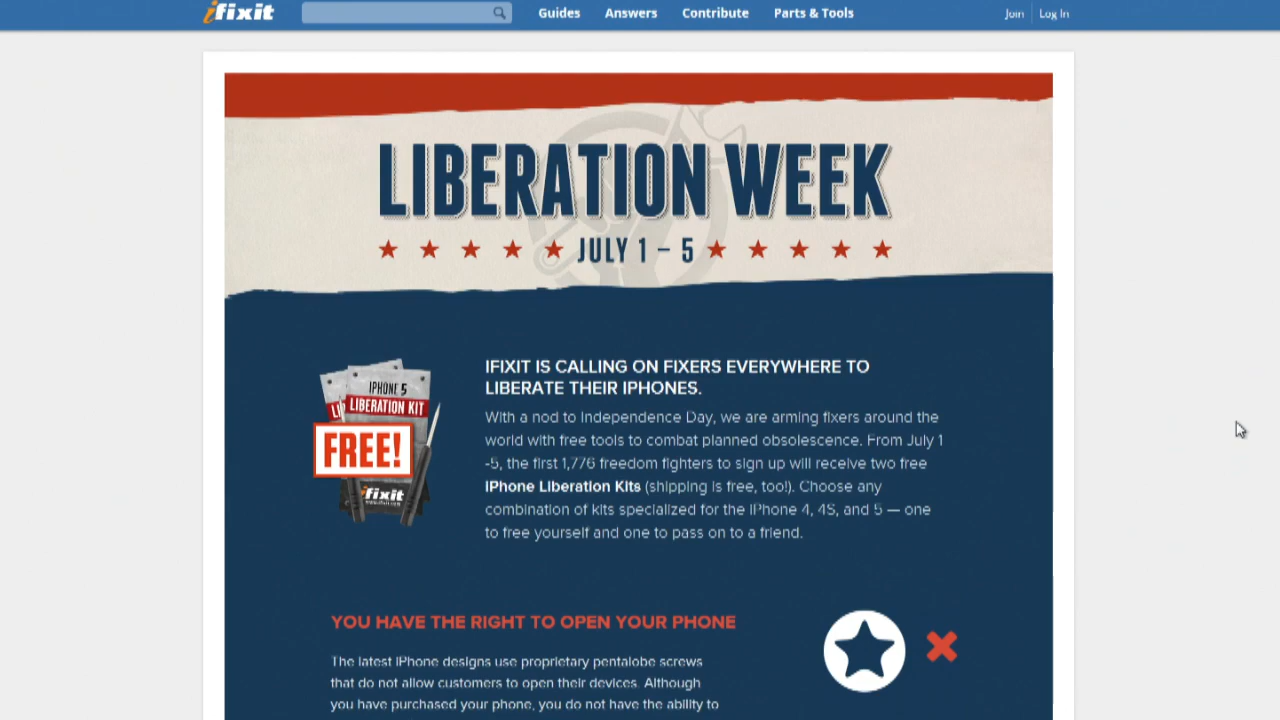 ifixit
Guides Answers Contribute Parts & Tools
Join Log In
LIBERATION WEEK
JULY 1 – 5
IPHONE 5
LIBERATION KIT
FREE!
ifixit
www.ifixit.com
IFIXIT IS CALLING ON FIXERS EVERYWHERE TO
LIBERATE THEIR IPHONES.
With a nod to Independence Day, we are arming fixers around the
world with free tools to combat planned obsolescence. From July 1
-5, the first 1,776 freedom fighters to sign up will receive two free
iPhone Liberation Kits (shipping is free, too!). Choose any
combination of kits specialized for the iPhone 4, 4S, and 5 — one
to free yourself and one to pass on to a friend.
YOU HAVE THE RIGHT TO OPEN YOUR PHONE
The latest iPhone designs use proprietary pentalobe screws
that do not allow customers to open their devices. Although
you have purchased your phone, you do not have the ability to